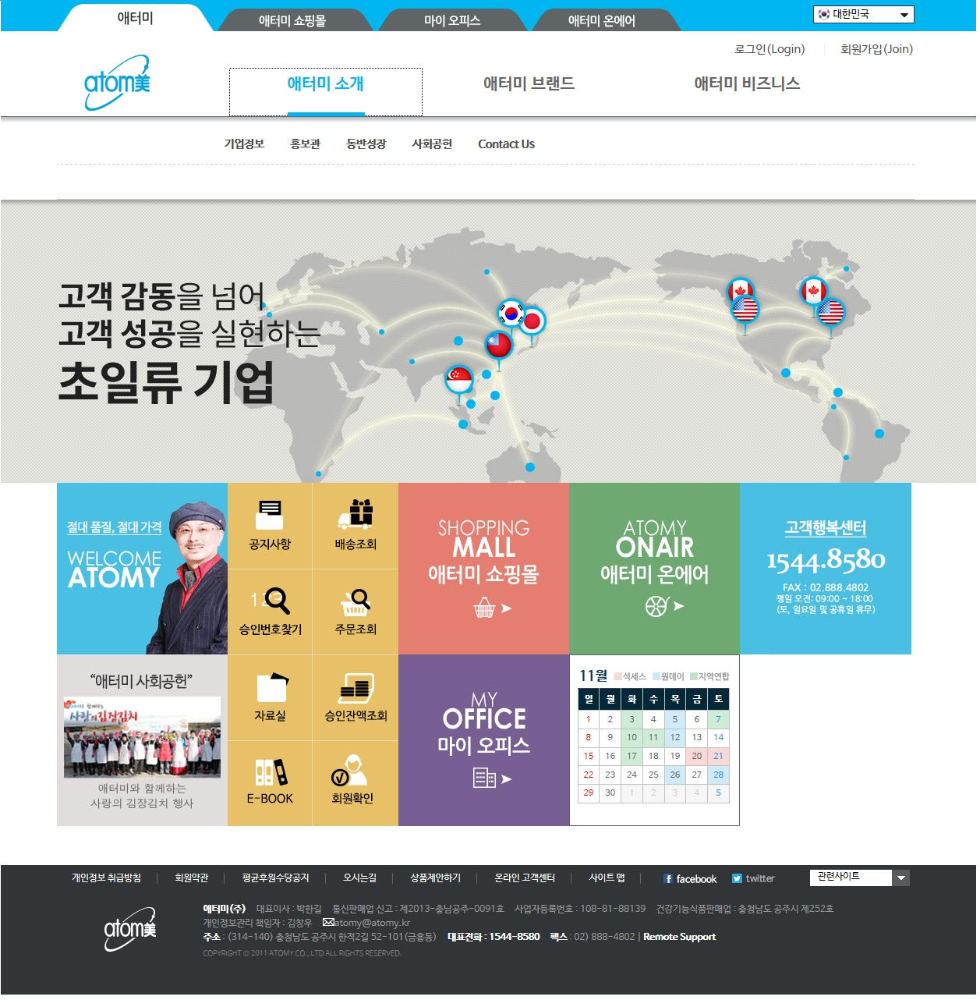 애터미 애터미 쇼핑몰 마이 오피스 애터미 온에어 대한민국
로그인(Login) 회원가입(Join)
atom美 애터미 소개 애터미 브랜드 애터미 비즈니스
기업정보 홍보관 동반성장 사회공헌 Contact Us
고객 감동을 넘어
고객 성공을 실현하는
초일류 기업
절대 품질, 절대 가격
WELCOME
ATOMY
공지사항
배송조회
123
승인번호찾기
주문조회
SHOPPING
MALL
애터미 쇼핑몰
ATOMY
ONAIR
애터미 온에어
고객행복센터
1544.8580
FAX : 02.888.4802
평일 오전: 09:00 ~ 18:00
(토, 일요일 및 공휴일 휴무)
“애터미 사회공헌”
사랑의김장김치
애터미와 함께하는
사랑의 김장김치 행사
자료실
승인잔액조회
E-BOOK
회원확인
MY
OFFICE
마이 오피스
11월 석세스 원데이 지역연합
일 월 화 수 목 금 토
1 2 3 4 5 6 7
8 9 10 11 12 13 14
15 16 17 18 19 20 21
22 23 24 25 26 27 28
29 30 1 2 3 4 5
개인정보 취급방침 회원약관 평균후원수당공지 오시는길 상품제안하기 온라인 고객센터 사이트 맵 facebook twitter 관련사이트
atom美
애터미(주) 대표이사 : 박한길 통신판매업 신고 : 제2013-충남공주-0091호 사업자등록번호 : 108-81-88139 건강기능식품판매업 : 충청남도 공주시 제252호
개인정보관리 책임자 : 김창우 atomy@atomy.kr
주소 : (314-140) 충청남도 공주시 한적2길 52-101(금흥동) 대표전화 : 1544-8580 팩스 : 02) 888-4802 | Remote Support
COPYRIGHT © 2011 ATOMY CO., LTD ALL RIGHTS RESERVED.